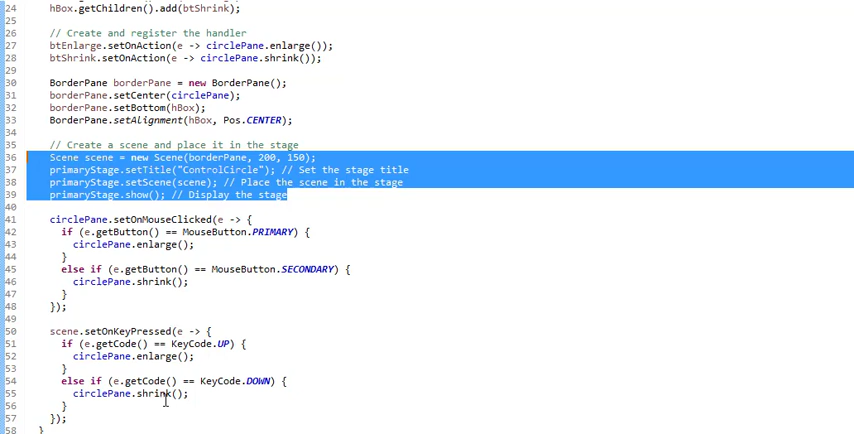 24 hBox.getChildren().add(btShrink);
25
26 // Create and register the handler
27 btEnlarge.setOnAction(e -> circlePane.enlarge());
28 btShrink.setOnAction(e -> circlePane.shrink());
29
30 BorderPane borderPane = new BorderPane();
31 borderPane.setCenter(circlePane);
32 borderPane.setBottom(hBox);
33 BorderPane.setAlignment(hBox, Pos.CENTER);
34
35 // Create a scene and place it in the stage
36 Scene scene = new Scene(borderPane, 200, 150);
37 primaryStage.setTitle("ControlCircle"); // Set the stage title
38 primaryStage.setScene(scene); // Place the scene in the stage
39 primaryStage.show(); // Display the stage
40
41 circlePane.setOnMouseClicked(e -> {
42 if (e.getButton() == MouseButton.PRIMARY) {
43 circlePane.enlarge();
44 }
45 else if (e.getButton() == MouseButton.SECONDARY) {
46 circlePane.shrink();
47 }
48 });
49
50 scene.setOnKeyPressed(e -> {
51 if (e.getCode() == KeyCode.UP) {
52 circlePane.enlarge();
53 }
54 else if (e.getCode() == KeyCode.DOWN) {
55 circlePane.shrink();
56 }
57 });
58 }